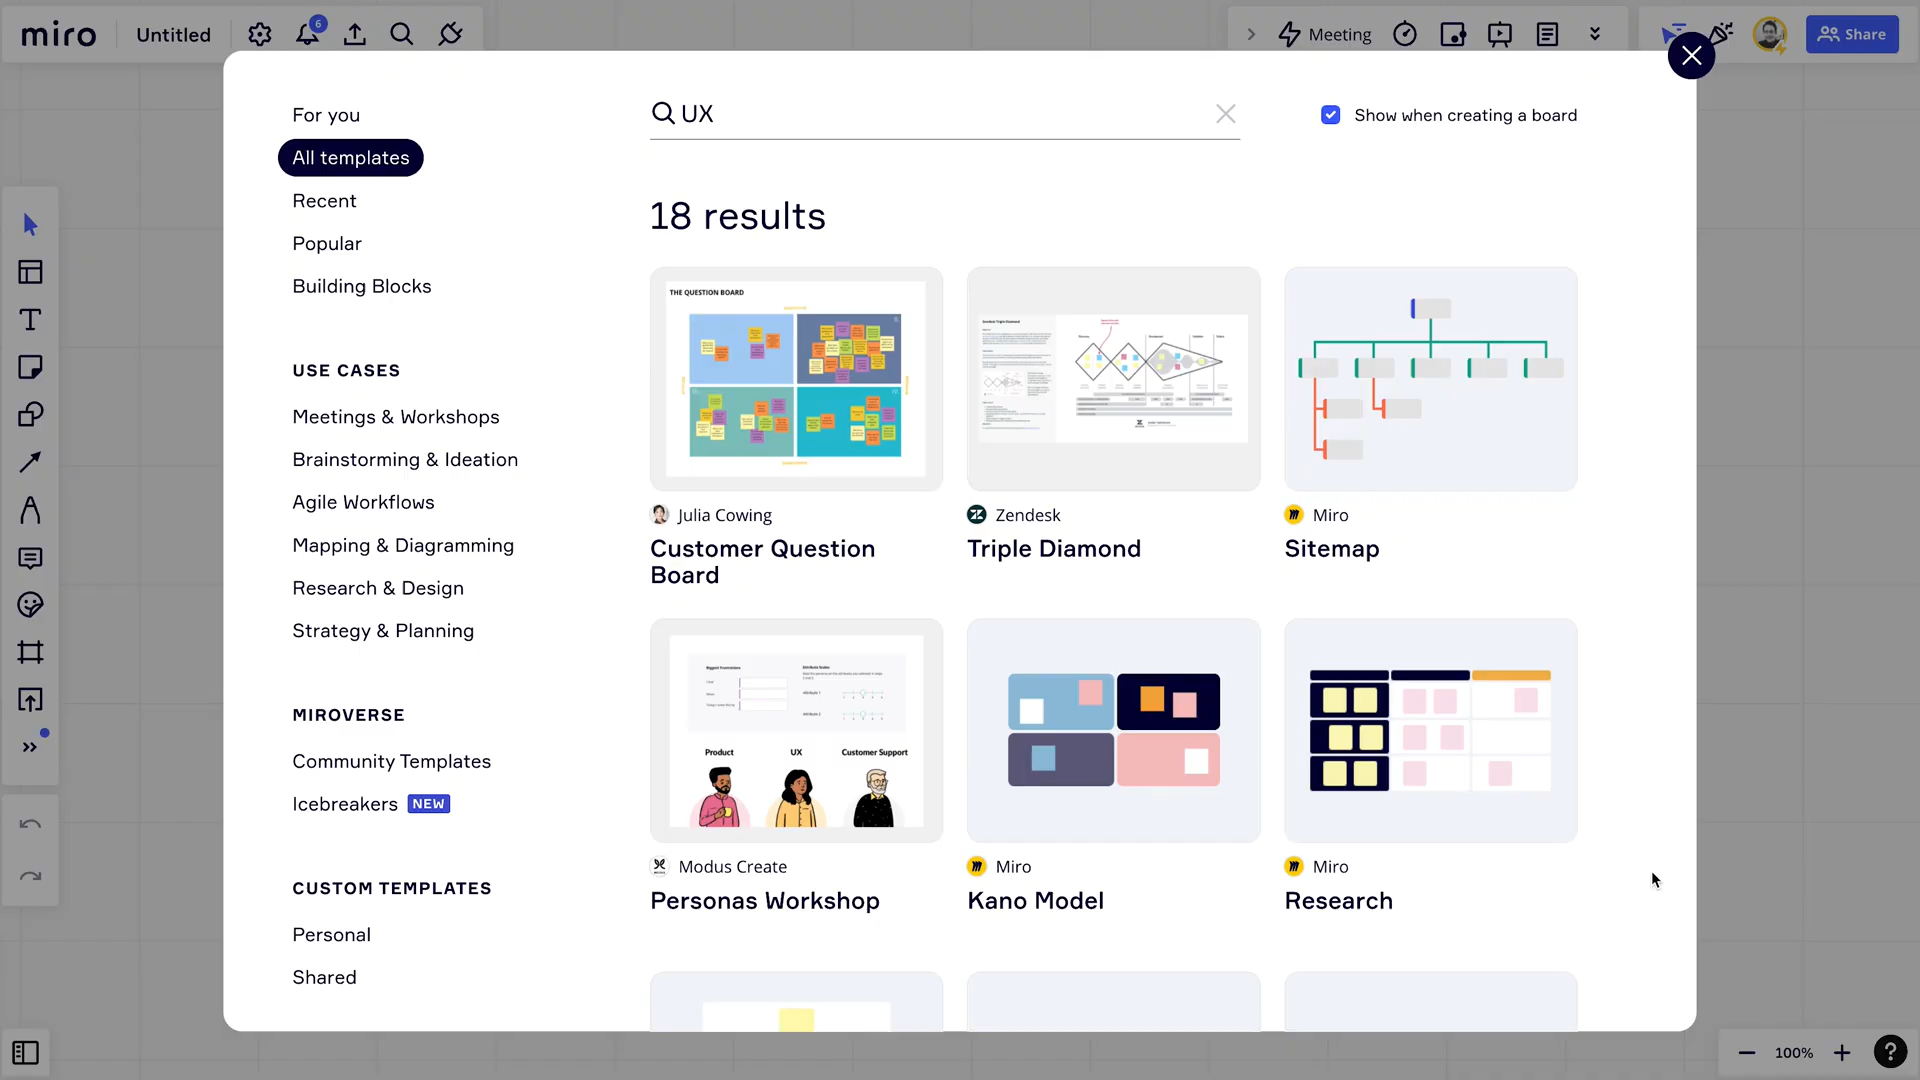 miro
Untitled
6
Meeting
Share
For you
All templates
Recent
Popular
Building Blocks
USE CASES
Meetings & Workshops
Brainstorming & Ideation
Agile Workflows
Mapping & Diagramming
Research & Design
Strategy & Planning
MIROVERSE
Community Templates
Icebreakers NEW
CUSTOM TEMPLATES
Personal
Shared
UX
Show when creating a board
18 results
THE QUESTION BOARD
Julia Cowing
Customer Question
Board
Zendesk
Triple Diamond
Miro
Sitemap
Product
UX
Customer Support
Modus Create
Personas Workshop
Miro
Kano Model
Miro
Research
100%
?